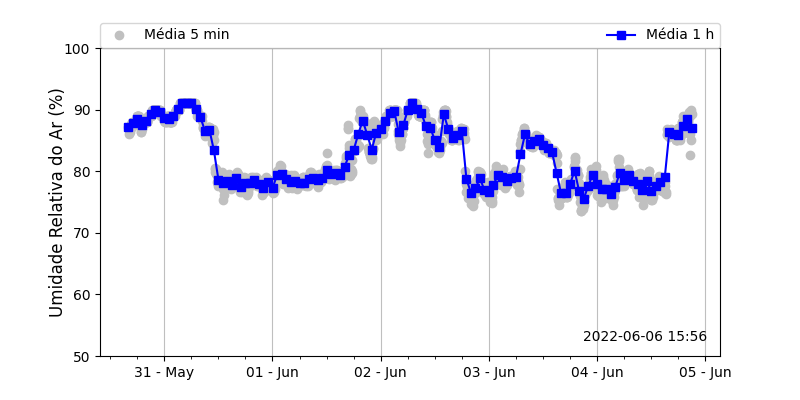 Média 5 min
Média 1 h
Umidade Relativa do Ar (%)
100
90
80
70
60
50
2022-06-06 15:56
31 - May
01 - Jun
02 - Jun
03 - Jun
04 - Jun
05 - Jun